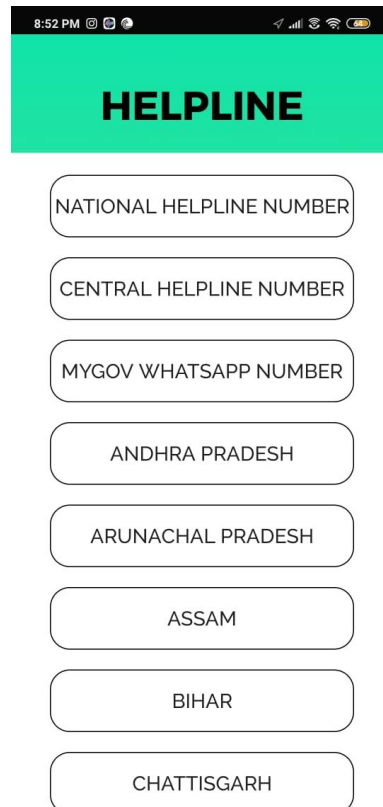 8:52 PM 64
HELPLINE
NATIONAL HELPLINE NUMBER
CENTRAL HELPLINE NUMBER
MYGOV WHATSAPP NUMBER
ANDHRA PRADESH
ARUNACHAL PRADESH
ASSAM
BIHAR
CHATTISGARH